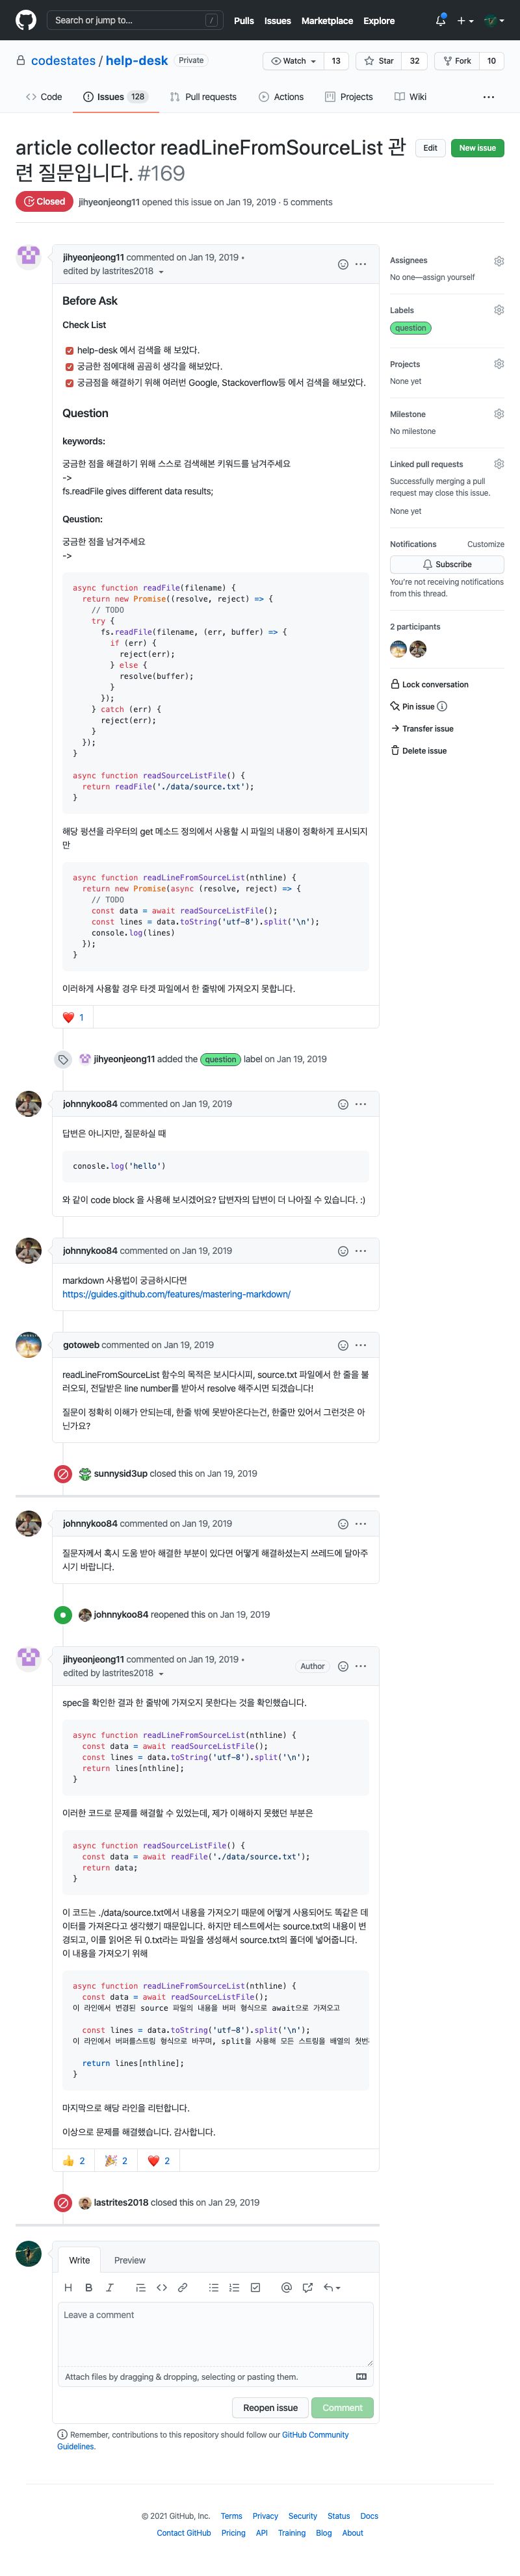 Search or jump to...
/
Pulls Issues Marketplace Explore
codestates / help-desk Private
Watch 13 Star 32 Fork 10
Code Issues 128 Pull requests Actions Projects Wiki
article collector readLineFromSourceList 관
련 질문입니다. #169
Edit New issue
Closed jihyeonjeong11 opened this issue on Jan 19, 2019 · 5 comments
jihyeonjeong11 commented on Jan 19, 2019 •
edited by lastrites2018
Before Ask
Check List
help-desk 에서 검색을 해 보았다.
궁금한 점에대해 곰곰히 생각을 해보았다.
궁금점을 해결하기 위해 여러번 Google, Stackoverflow등 에서 검색을 해보았다.
Question
keywords:
궁금한 점을 해결하기 위해 스스로 검색해본 키워드를 남겨주세요
->
fs.readFile gives different data results;
Qeustion:
궁금한 점을 남겨주세요
->
async function readFile(filename) {
return new Promise((resolve, reject) => {
// TODO
try {
fs.readFile(filename, (err, buffer) => {
if (err) {
reject(err);
} else {
resolve(buffer);
}
});
} catch (err) {
reject(err);
}
});
}
async function readSourceListFile() {
return readFile('./data/source.txt');
}
해당 펑션을 라우터의 get 메소드 정의에서 사용할 시 파일의 내용이 정확하게 표시되지
만
async function readLineFromSourceList(nthline) {
return new Promise(async (resolve, reject) => {
// TODO
const data = await readSourceListFile();
const lines = data.toString('utf-8').split('\n');
console.log(lines)
});
}
이러하게 사용할 경우 타겟 파일에서 한 줄밖에 가져오지 못합니다.
1
jihyeonjeong11 added the question label on Jan 19, 2019
johnnykoo84 commented on Jan 19, 2019
답변은 아니지만, 질문하실 때
conosle.log('hello')
와 같이 code block 을 사용해 보시겠어요? 답변자의 답변이 더 나아질 수 있습니다. :)
johnnykoo84 commented on Jan 19, 2019
markdown 사용법이 궁금하시다면
https://guides.github.com/features/mastering-markdown/
gotoweb commented on Jan 19, 2019
readLineFromSourceList 함수의 목적은 보시다시피, source.txt 파일에서 한 줄을 불
러오되, 전달받은 line number를 받아서 resolve 해주시면 되겠습니다!
질문이 정확히 이해가 안되는데, 한줄 밖에 못받아온다는건, 한줄만 있어서 그런것은 아
닌가요?
sunnysid3up closed this on Jan 19, 2019
johnnykoo84 commented on Jan 19, 2019
질문자께서 혹시 도움 받아 해결한 부분이 있다면 어떻게 해결하셨는지 쓰레드에 달아주
시기 바랍니다.
johnnykoo84 reopened this on Jan 19, 2019
jihyeonjeong11 commented on Jan 19, 2019 •
edited by lastrites2018
Author
spec을 확인한 결과 한 줄밖에 가져오지 못한다는 것을 확인했습니다.
async function readLineFromSourceList(nthline) {
const data = await readSourceListFile();
const lines = data.toString('utf-8').split('\n');
return lines[nthline];
}
이러한 코드로 문제를 해결할 수 있었는데, 제가 이해하지 못했던 부분은
async function readSourceListFile() {
const data = await readFile('./data/source.txt');
return data;
}
이 코드는 ./data/source.txt에서 내용을 가져오기 때문에 어떻게 사용되어도 똑같은 데
이터를 가져온다고 생각했기 때문입니다. 하지만 테스트에서는 source.txt의 내용이 변
경되고, 이를 읽어온 뒤 0.txt라는 파일을 생성해서 source.txt의 폴더에 넣어줍니다.
이 내용을 가져오기 위해
async function readLineFromSourceList(nthline) {
const data = await readSourceListFile();
이 라인에서 변경된 source 파일의 내용을 버퍼 형식으로 await으로 가져오고
const lines = data.toString('utf-8').split('\n');
이 라인에서 버퍼를스트링 형식으로 바꾸며, split을 사용해 모든 스트링을 배열의 첫번
return lines[nthline];
}
마지막으로 해당 라인을 리턴합니다.
이상으로 문제를 해결했습니다. 감사합니다.
2 2 2
lastrites2018 closed this on Jan 29, 2019
Write Preview
Leave a comment
Attach files by dragging & dropping, selecting or pasting them.
Reopen issue Comment
Remember, contributions to this repository should follow our GitHub Community
Guidelines.
Assignees
No one—assign yourself
Labels
question
Projects
None yet
Milestone
No milestone
Linked pull requests
Successfully merging a pull
request may close this issue.
None yet
Notifications Customize
Subscribe
You're not receiving notifications
from this thread.
2 participants
Lock conversation
Pin issue
Transfer issue
Delete issue
© 2021 GitHub, Inc. Terms Privacy Security Status Docs
Contact GitHub Pricing API Training Blog About